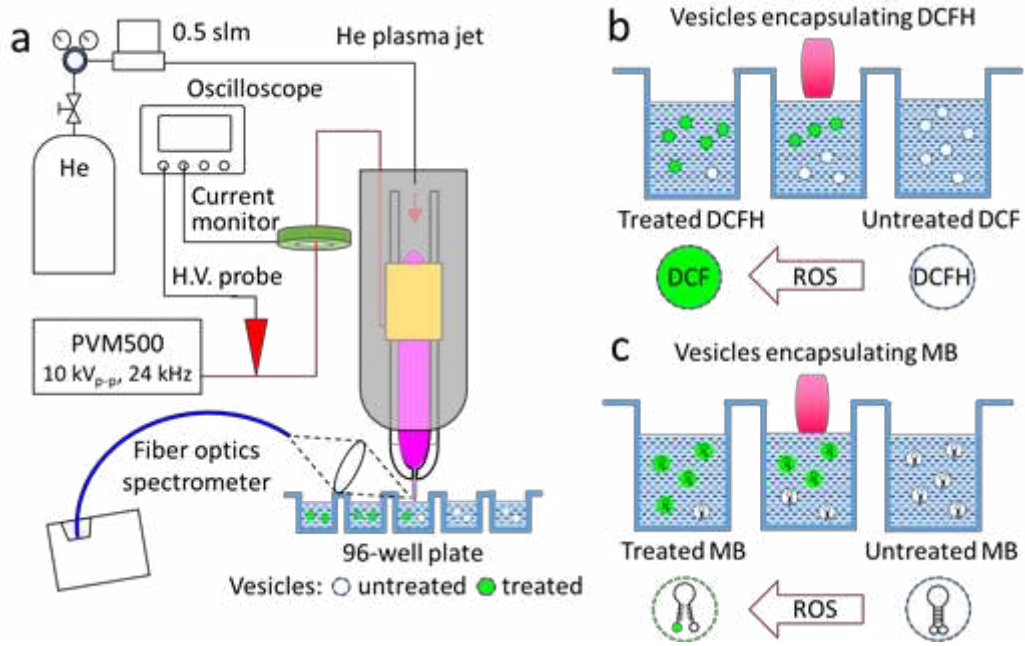 a
0.5 slm
He plasma jet
Oscilloscope
He
Current
monitor
H.V. probe
PVM500
10 kVp-p, 24 kHz
Fiber optics
spectrometer
96-well plate
Vesicles: untreated treated
b
Vesicles encapsulating DCFH
Treated DCFH
Untreated DCF
DCF
ROS
DCFH
c
Vesicles encapsulating MB
Treated MB
Untreated MB
ROS